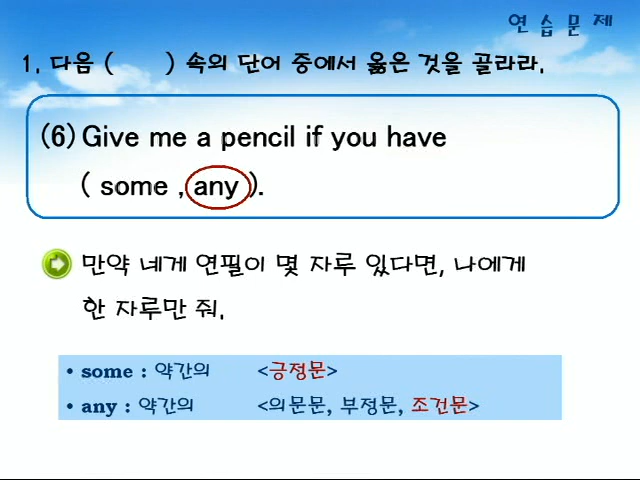 연 습 문 제
1. 다음 (      ) 속의 단어 중에서 옳은 것을 골라라.
(6) Give me a pencil if you have
( some , any ).
만약 네게 연필이 몇 자루 있다면, 나에게
한 자루만 줘.
• some : 약간의 <긍정문>
• any : 약간의 <의문문, 부정문, 조건문>